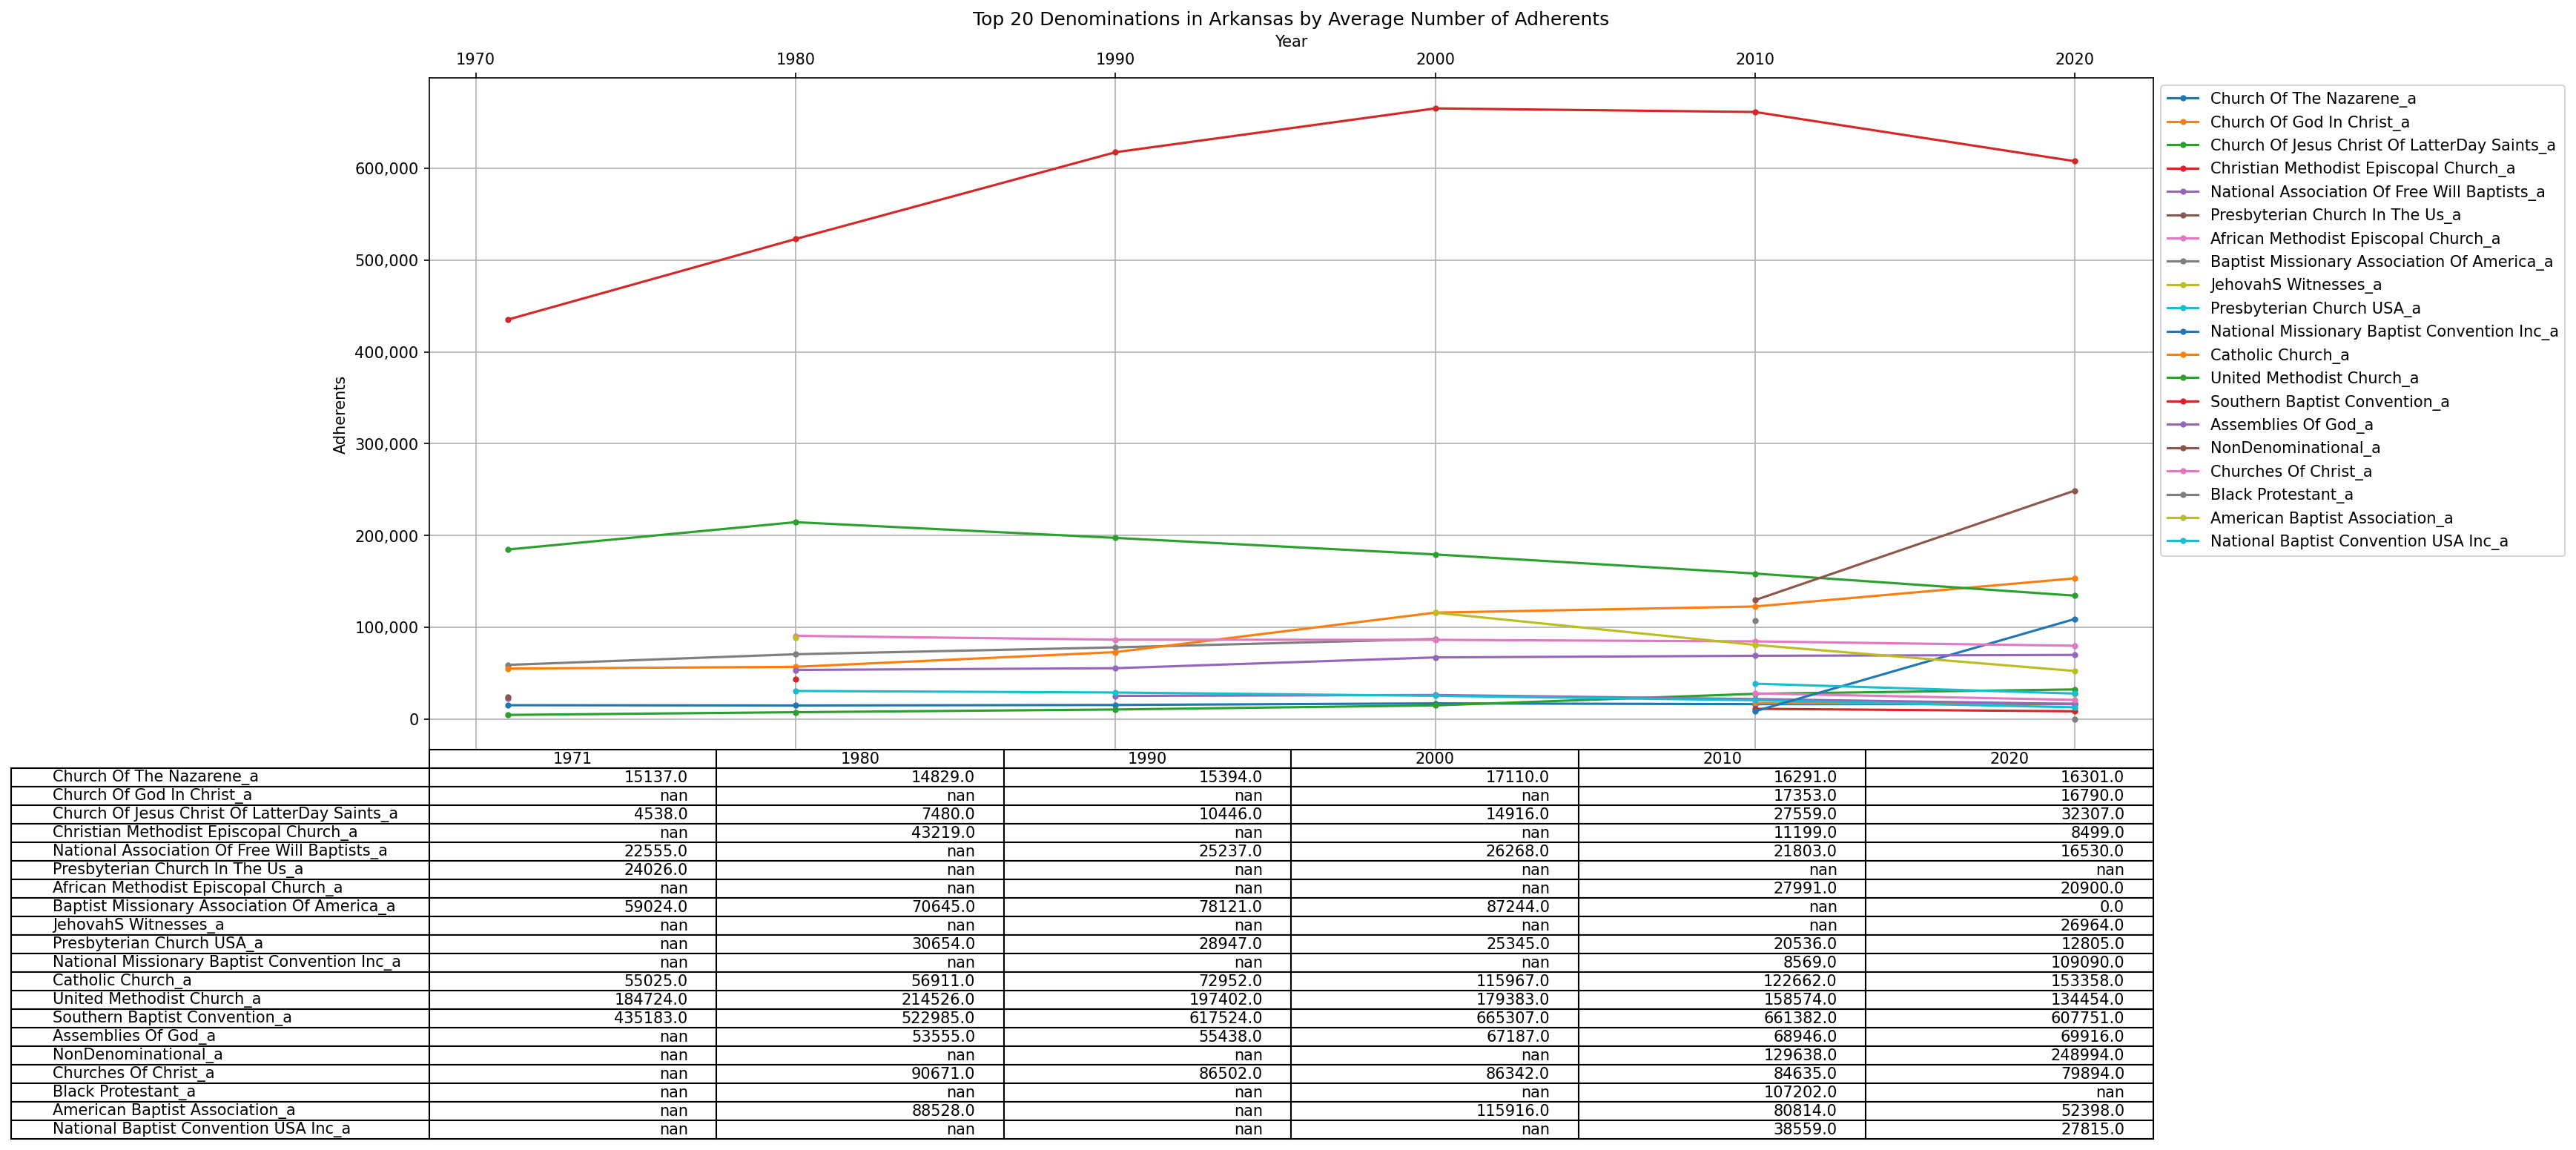 Top 20 Denominations in Arkansas by Average Number of Adherents
Year
1970 1980 1990 2000 2010 2020
Adherents
600,000
500,000
400,000
300,000
200,000
100,000
0
Church Of The Nazarene_a
Church Of God In Christ_a
Church Of Jesus Christ Of LatterDay Saints_a
Christian Methodist Episcopal Church_a
National Association Of Free Will Baptists_a
Presbyterian Church In The Us_a
African Methodist Episcopal Church_a
Baptist Missionary Association Of America_a
JehovahS Witnesses_a
Presbyterian Church USA_a
National Missionary Baptist Convention Inc_a
Catholic Church_a
United Methodist Church_a
Southern Baptist Convention_a
Assemblies Of God_a
NonDenominational_a
Churches Of Christ_a
Black Protestant_a
American Baptist Association_a
National Baptist Convention USA Inc_a
1971 1980 1990 2000 2010 2020
Church Of The Nazarene_a 15137.0 14829.0 15394.0 17110.0 16291.0 16301.0
Church Of God In Christ_a nan nan nan nan 17353.0 16790.0
Church Of Jesus Christ Of LatterDay Saints_a 4538.0 7480.0 10446.0 14916.0 27559.0 32307.0
Christian Methodist Episcopal Church_a nan 43219.0 nan nan 11199.0 8499.0
National Association Of Free Will Baptists_a 22555.0 nan 25237.0 26268.0 21803.0 16530.0
Presbyterian Church In The Us_a 24026.0 nan nan nan nan nan
African Methodist Episcopal Church_a nan nan nan nan 27991.0 20900.0
Baptist Missionary Association Of America_a 59024.0 70645.0 78121.0 87244.0 nan 0.0
JehovahS Witnesses_a nan nan nan nan nan 26964.0
Presbyterian Church USA_a nan 30654.0 28947.0 25345.0 20536.0 12805.0
National Missionary Baptist Convention Inc_a nan nan nan nan 8569.0 109090.0
Catholic Church_a 55025.0 56911.0 72952.0 115967.0 122662.0 153358.0
United Methodist Church_a 184724.0 214526.0 197402.0 179383.0 158574.0 134454.0
Southern Baptist Convention_a 435183.0 522985.0 617524.0 665307.0 661382.0 607751.0
Assemblies Of God_a nan 53555.0 55438.0 67187.0 68946.0 69916.0
NonDenominational_a nan nan nan nan 129638.0 248994.0
Churches Of Christ_a nan 90671.0 86502.0 86342.0 84635.0 79894.0
Black Protestant_a nan nan nan nan 107202.0 nan
American Baptist Association_a nan 88528.0 nan 115916.0 80814.0 52398.0
National Baptist Convention USA Inc_a nan nan nan nan 38559.0 27815.0